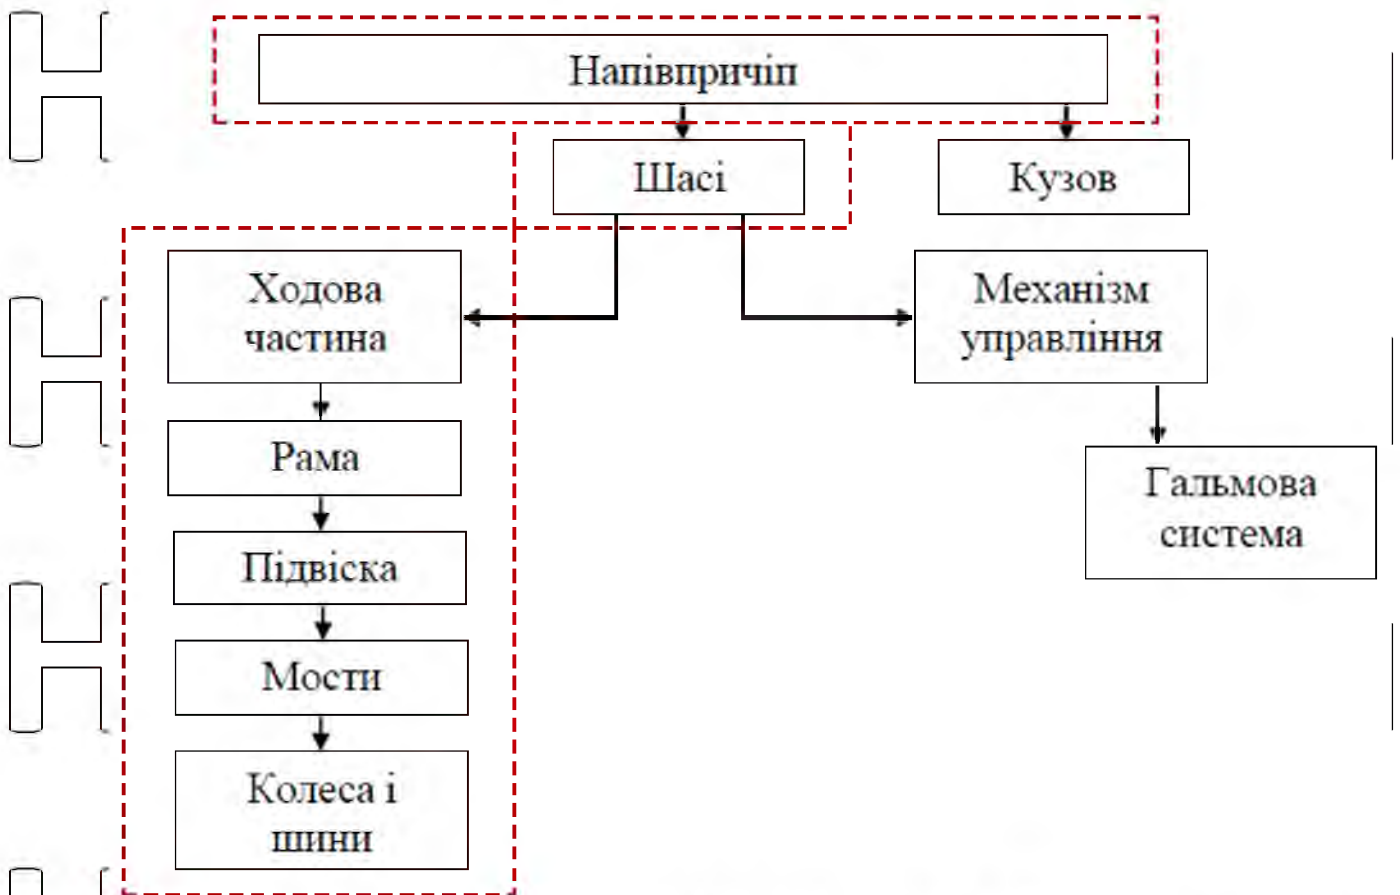 Напівпричіп
Шасі
Кузов
Ходова
частина
Механізм
управління
Рама
Гальмова
система
Підвіска
Мости
Колеса і
шини